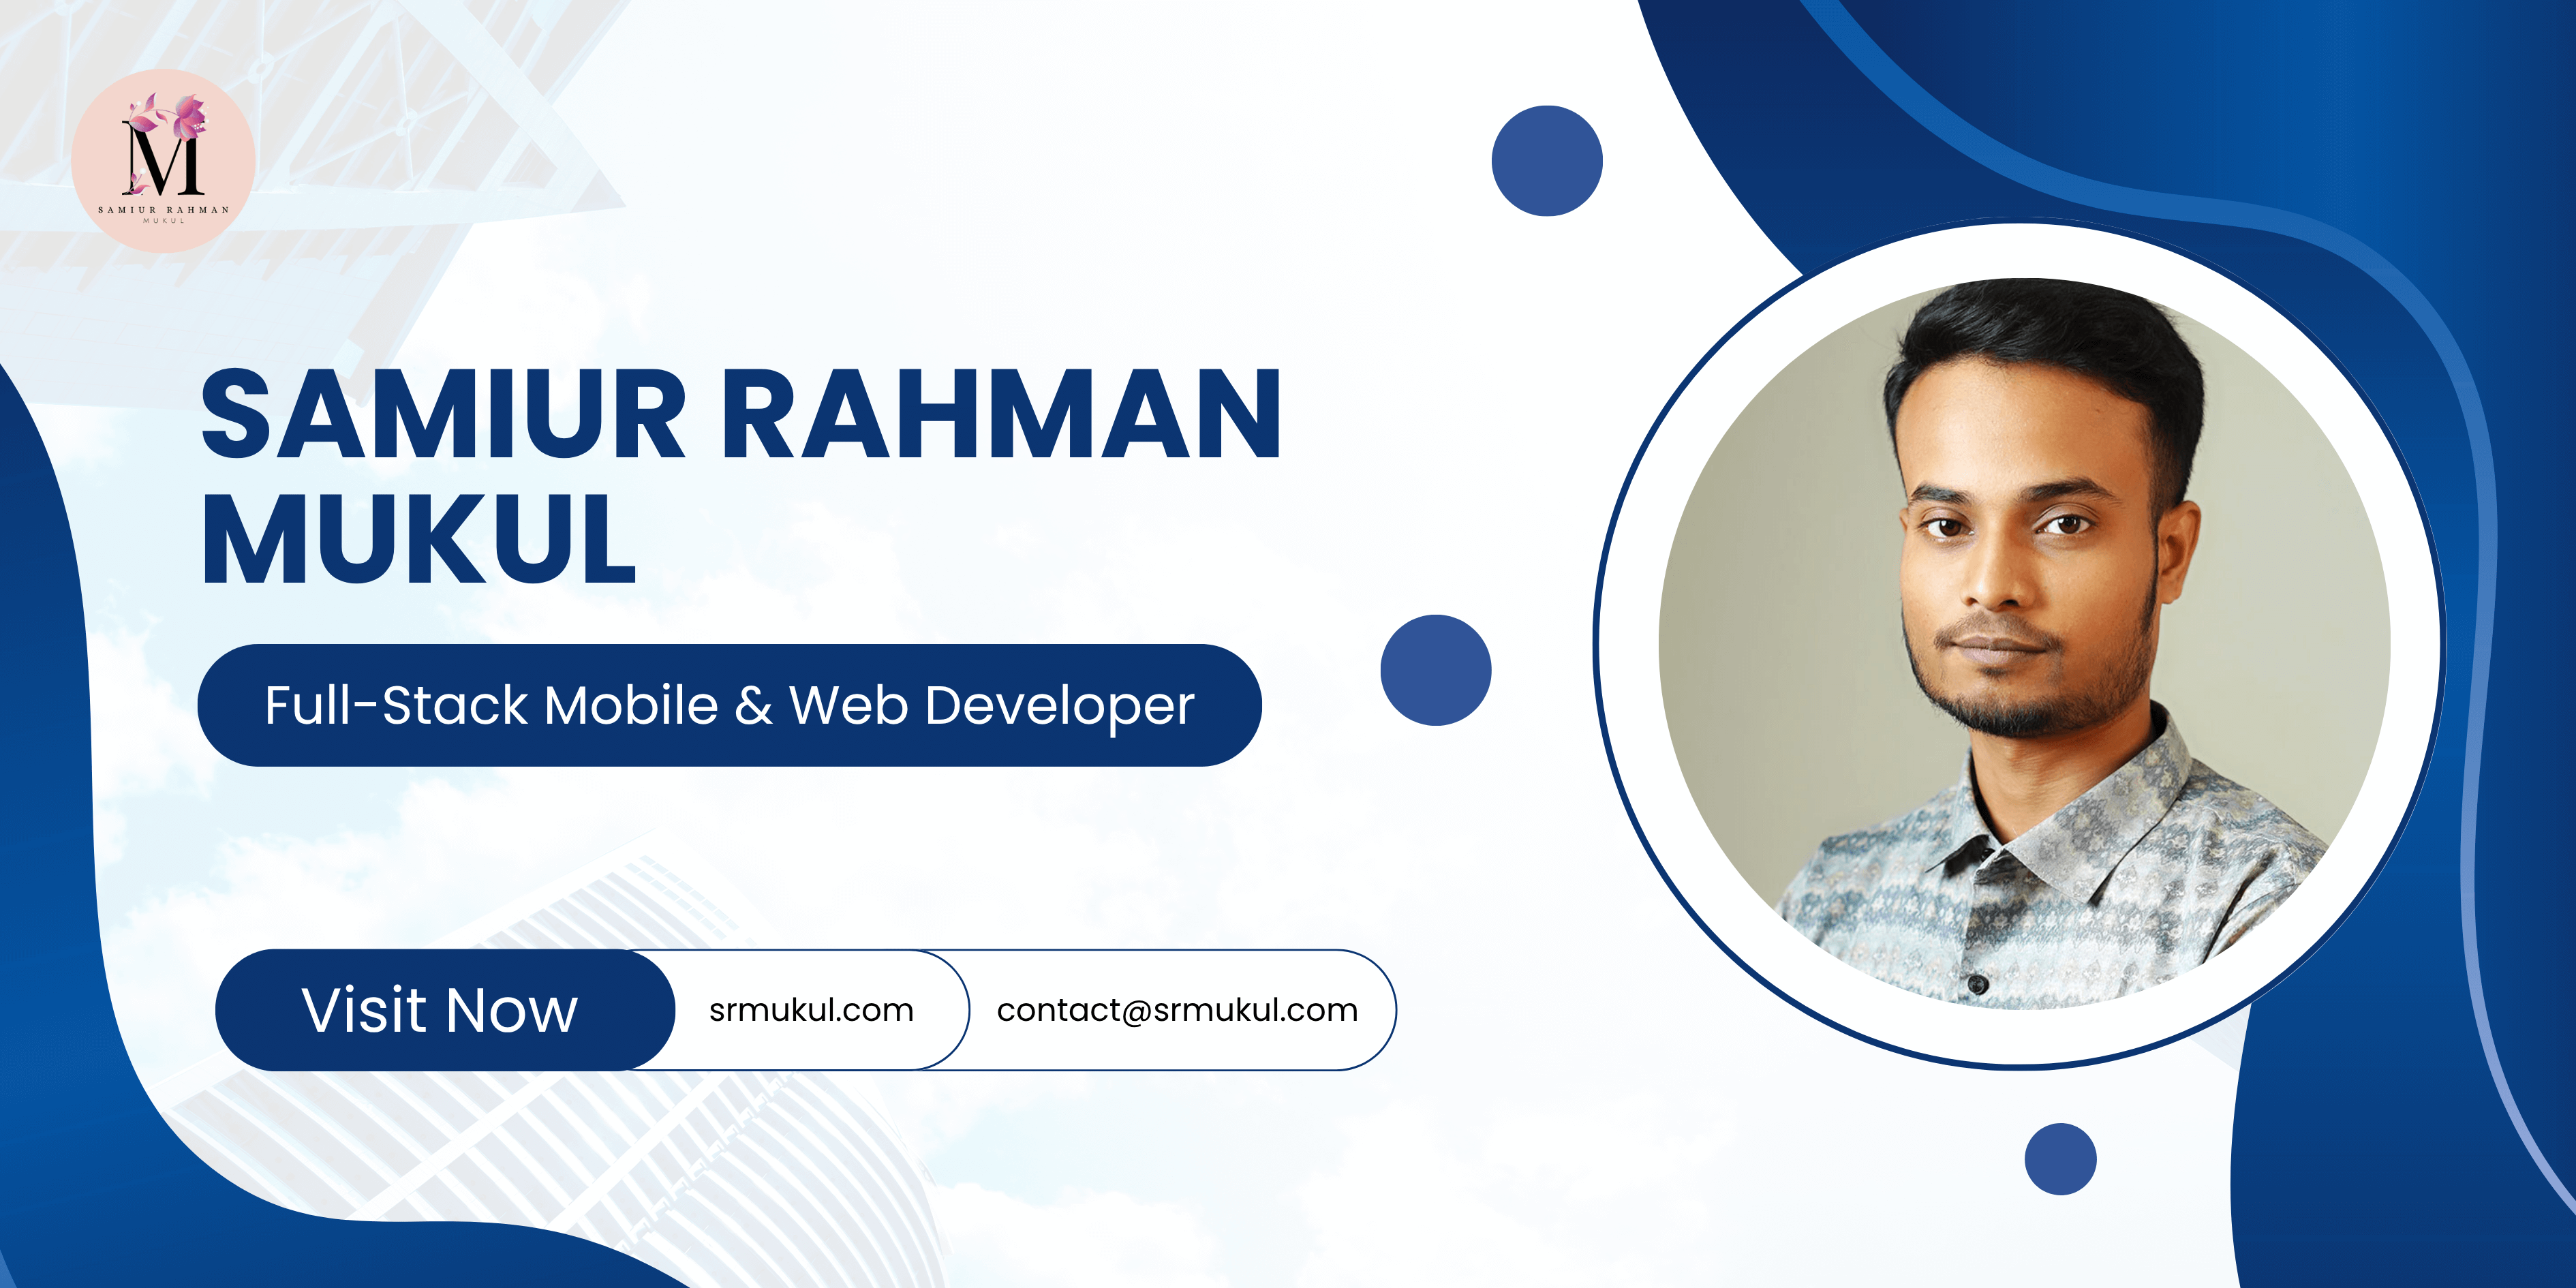 M
SAMIUR RAHMAN
MUKUL
SAMIUR RAHMAN
MUKUL
Full-Stack Mobile & Web Developer
Visit Now
srmukul.com
contact@srmukul.com